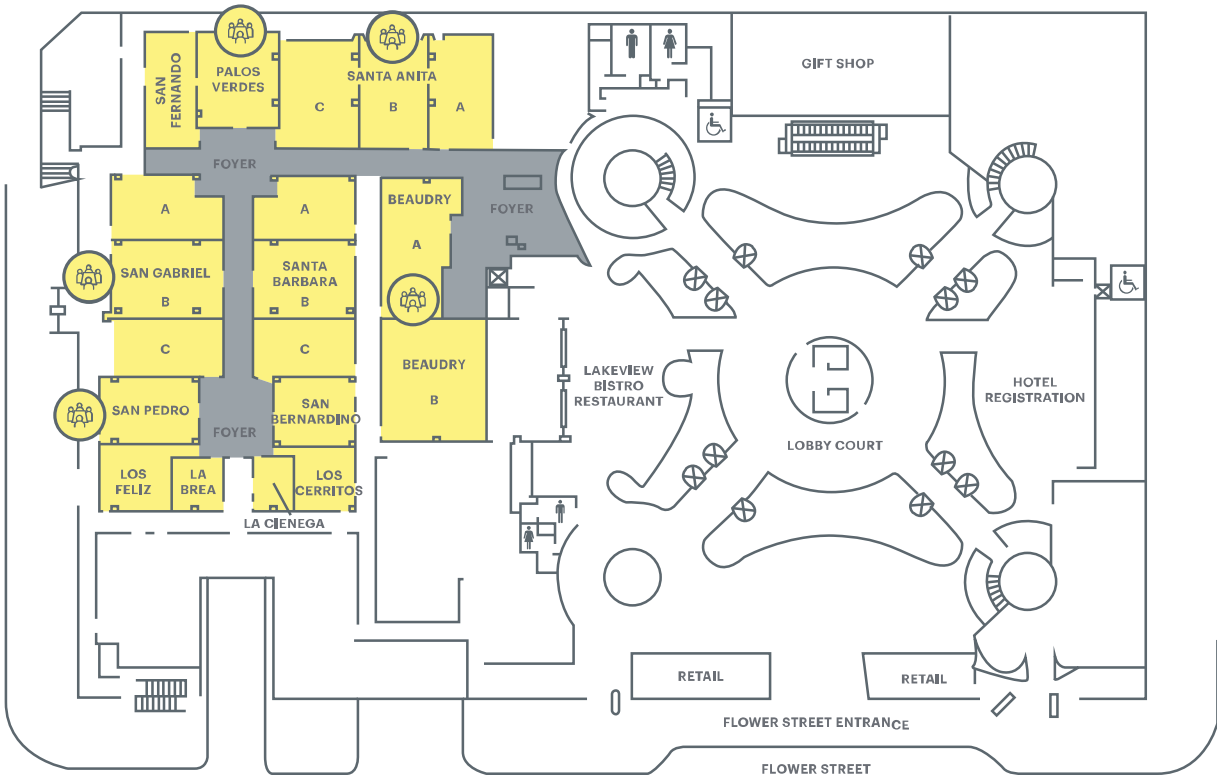 GIFT SHOP
PALOS
VERDES
SAN
FERNANDO
SANTA ANITA
C
B
A
FOYER
BEAUDRY
A
FOYER
A
A
SAN GABRIEL
B
SANTA
BARBARA
B
C
C
BEAUDRY
B
LAKEVIEW
BISTRO
RESTAURANT
HOTEL
REGISTRATION
LOBBY COURT
SAN PEDRO
FOYER
SAN
BERNARDINO
LOS
FELIZ
LA
BREA
LOS
CERRITOS
LA CIENEGA
RETAIL
RETAIL
FLOWER STREET ENTRANCE
FLOWER STREET